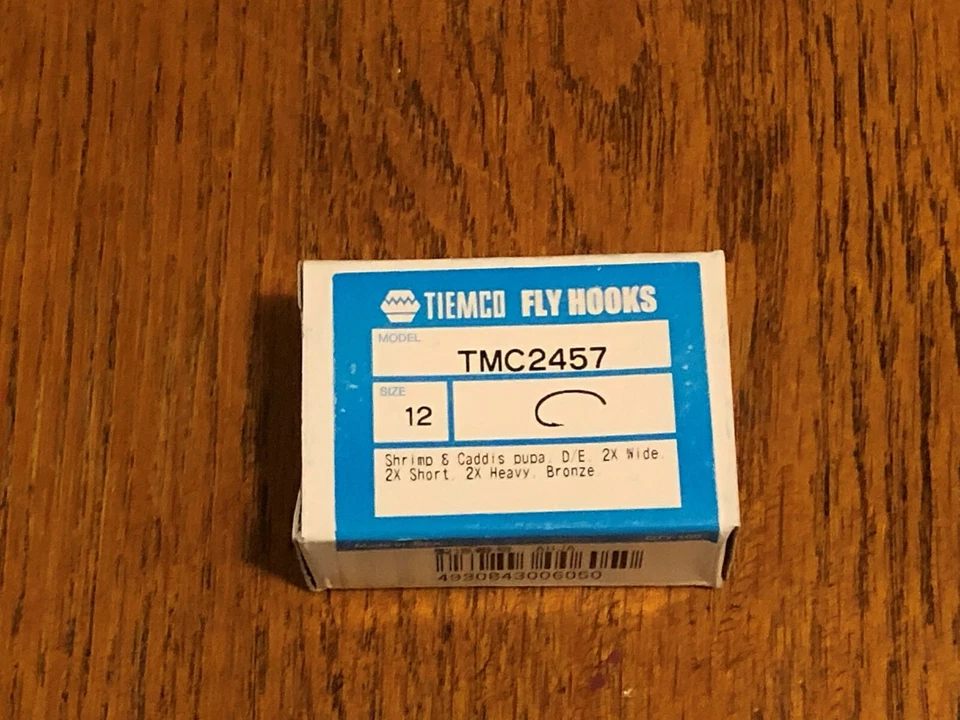 TIEMCO FLY HOOKS
MODEL
TMC2457
SIZE
12
Shrimp & Caddis pupa. D/E. 2X Wide.
2X Short. 2X Heavy. Bronze
4930843006050